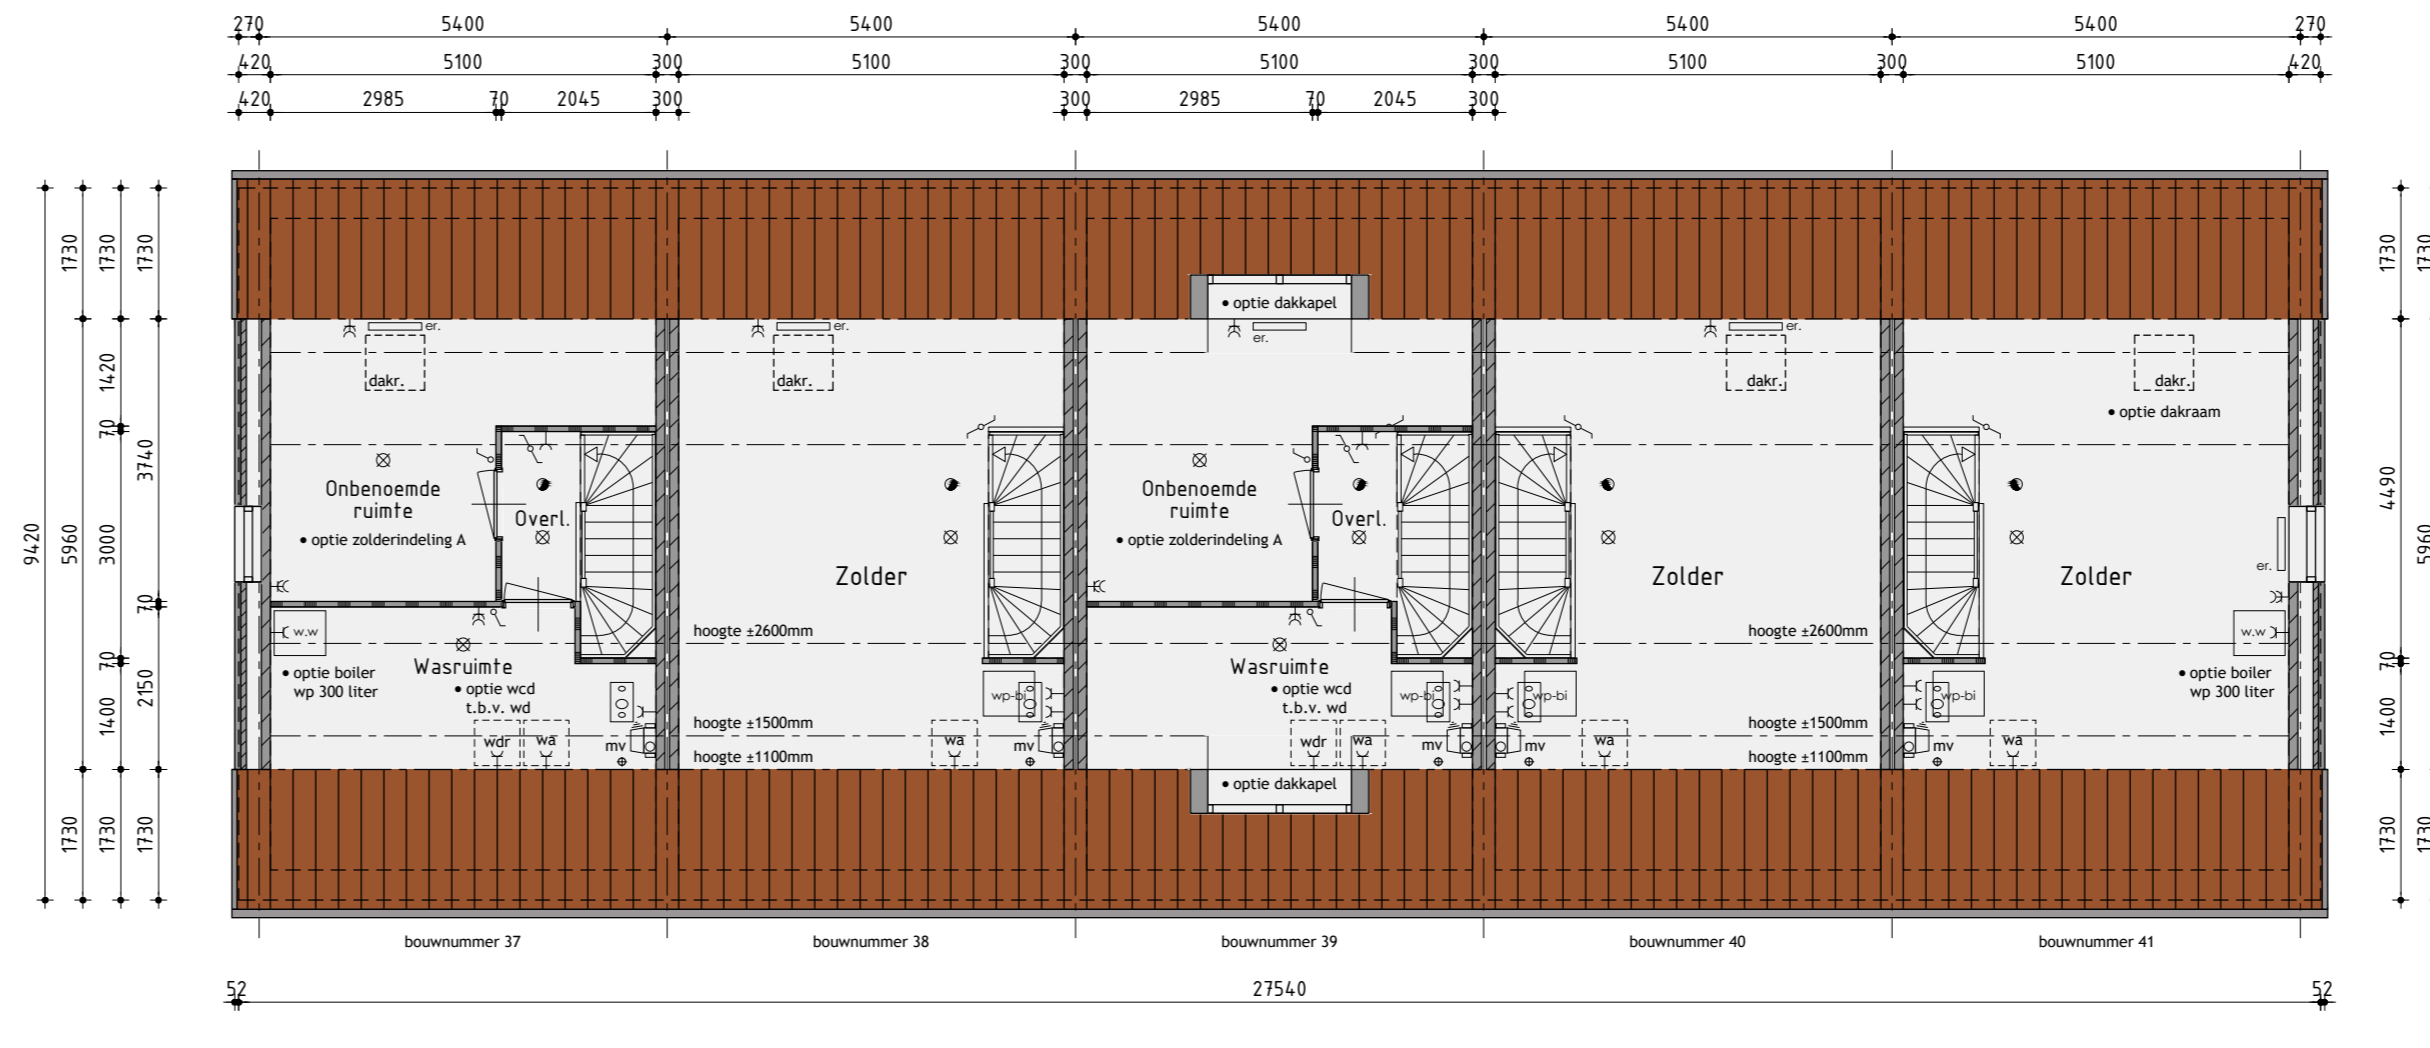 270 5400 5400 5400 5400 5400 270
420 5100 300 5100 300 5100 300 5100 300 5100 420
420 2985 70 2045 300 300 2985 70 2045 300
9420
1730 5960 1730
1730 1420 70 3000 70 70 1400 1730
1730 3740 2150 1730
1730 4490 70 1400 1730
1730 5960 1730
er.
dakr.
Onbenoemde
ruimte
• optie zolderindeling A
Overl.
w.w
• optie boiler
wp 300 liter
Wasruimte
• optie wcd
t.b.v. wd
wdr
wa
mv
er.
dakr.
Zolder
hoogte ±2600mm
hoogte ±1500mm
hoogte ±1100mm
wp-bi
wa
mv
• optie dakkapel
er.
Onbenoemde
ruimte
• optie zolderindeling A
Overl.
Wasruimte
• optie wcd
t.b.v. wd
wp-bi
wdr
wa
mv
• optie dakkapel
er.
dakr.
Zolder
hoogte ±2600mm
wp-bi
hoogte ±1500mm
mv
wa
hoogte ±1100mm
dakr.
• optie dakraam
Zolder
er.
w.w
• optie boiler
wp 300 liter
wp-bi
mv
wa
bouwnummer 37 bouwnummer 38 bouwnummer 39 bouwnummer 40 bouwnummer 41
52 27540 52